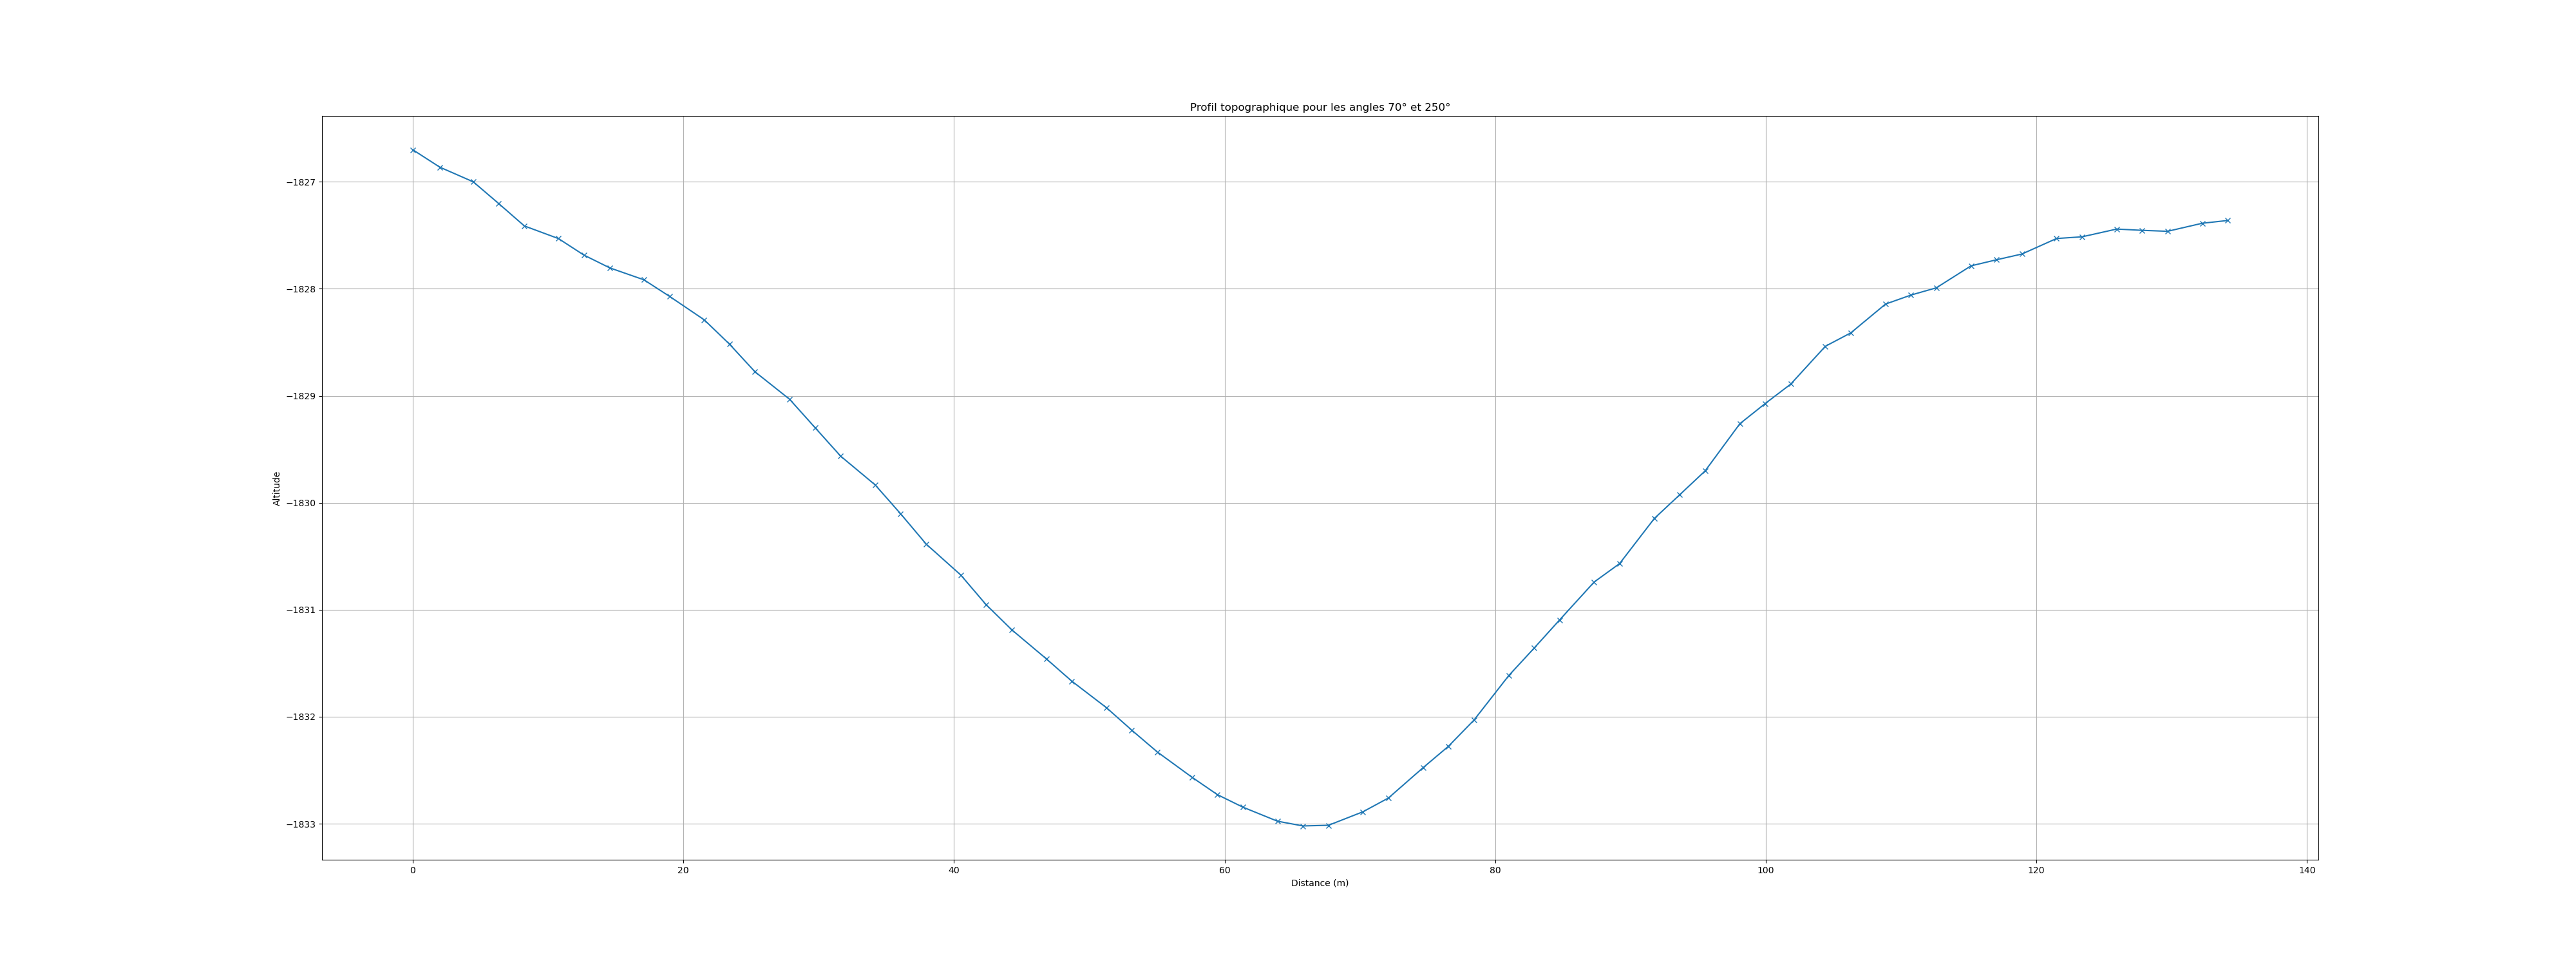 Profil topographique pour les angles 70° et 250°
Altitude
−1827
−1828
−1829
−1830
−1831
−1832
−1833
0 20 40 60 80 100 120 140
Distance (m)